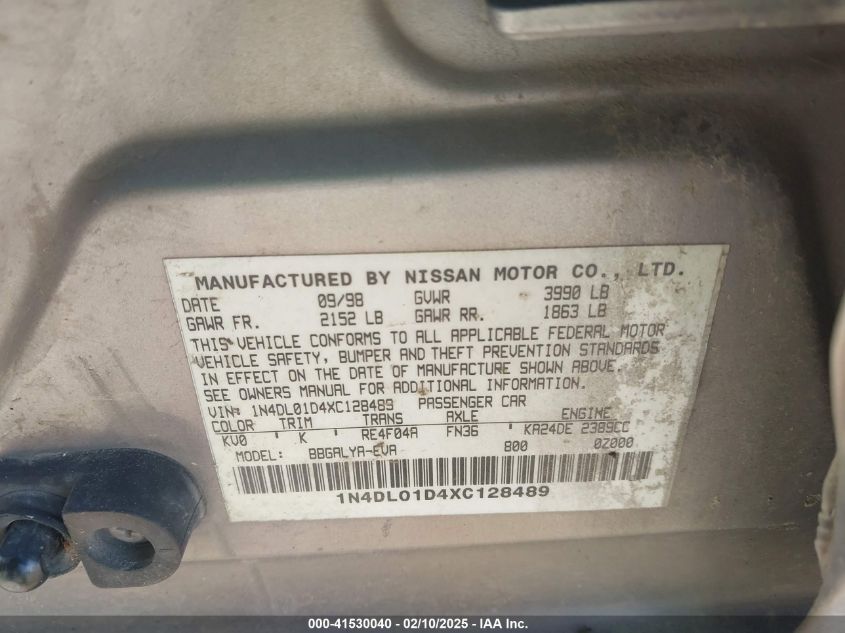 MANUFACTURED BY NISSAN MOTOR CO., LTD.
DATE 09/98 GVWR 3990 LB
GAWR FR. 2152 LB GAWR RR. 1863 LB
THIS VEHICLE CONFORMS TO ALL APPLICABLE FEDERAL MOTOR
VEHICLE SAFETY, BUMPER AND THEFT PREVENTION STANDARDS
IN EFFECT ON THE DATE OF MANUFACTURE SHOWN ABOVE.
SEE OWNERS MANUAL FOR ADDITIONAL INFORMATION.
VIN: 1N4DL01D4XC128489 PASSENGER CAR
COLOR TRIM TRANS AXLE ENGINE
KV0 ' K ' RE4F04A FN36 ' KA24DE 2389CC
MODEL: BBGALYA-EVA 800 0Z000
1N4DL01D4XC128489
000-41530040 — 02/10/2025 — IAA Inc.